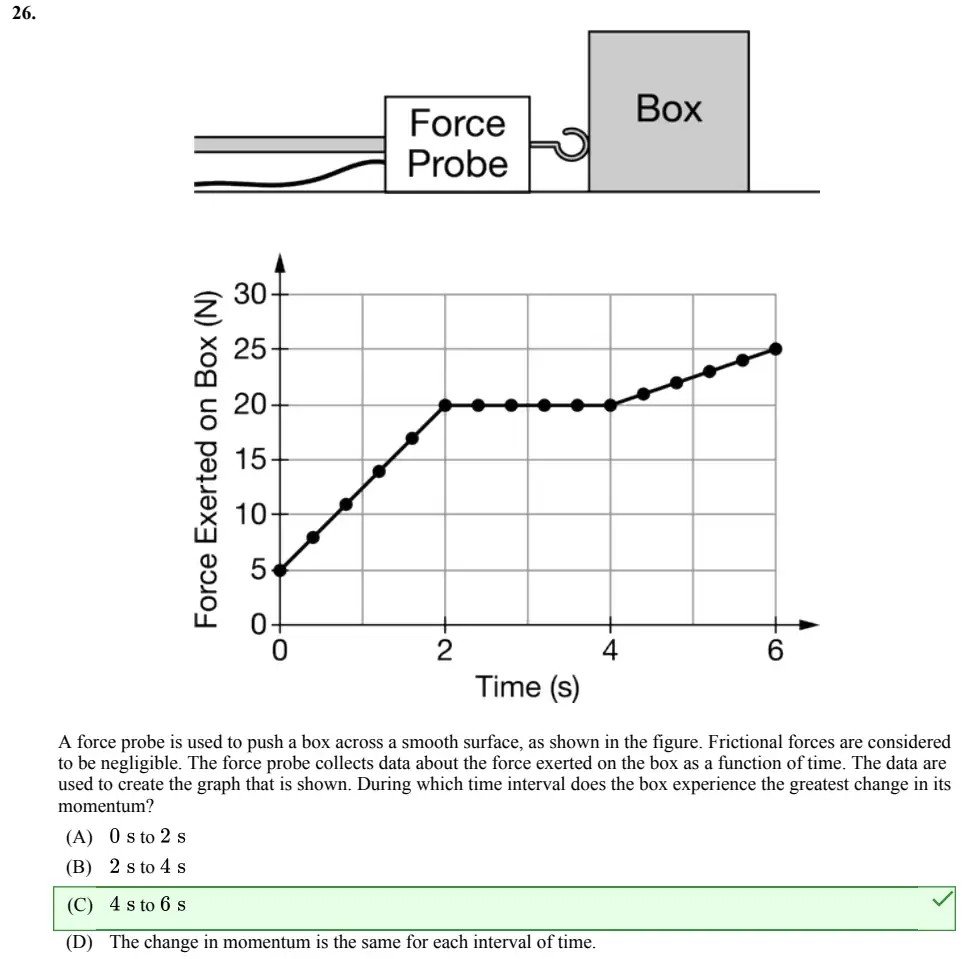 26.
Force
Probe
Box
Force Exerted on Box (N)
30
25
20
15
10
5
0
0 2 4 6
Time (s)
A force probe is used to push a box across a smooth surface, as shown in the figure. Frictional forces are considered
to be negligible. The force probe collects data about the force exerted on the box as a function of time. The data are
used to create the graph that is shown. During which time interval does the box experience the greatest change in its
momentum?
(A) 0 s to 2 s
(B) 2 s to 4 s
(C) 4 s to 6 s
(D) The change in momentum is the same for each interval of time.